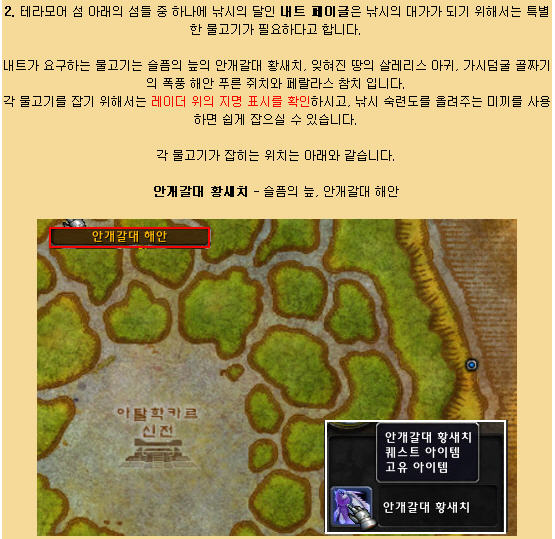 2. 테라모어 섬 아래의 섬들 중 하나에 낚시의 달인 내트 페이글은 낚시의 대가가 되기 위해서는 특별
한 물고기가 필요하다고 합니다.
내트가 요구하는 물고기는 슬픔의 늪의 안개갈대 황새치, 잊혀진 땅의 살레리스 아귀, 가시덤굴 골짜기
의 폭풍 해안 푸른 쥐치와 페랄라스 참치 입니다.
각 물고기를 잡기 위해서는 레이더 위의 지명 표시를 확인하시고, 낚시 숙련도를 올려주는 미끼를 사용
하면 쉽게 잡으실 수 있습니다.
각 물고기가 잡히는 위치는 아래와 같습니다.
안개갈대 황새치 - 슬픔의 늪, 안개갈대 해안
안개갈대 해안
아탈학카르
신전
안개갈대 황새치
퀘스트 아이템
고유 아이템
안개갈대 황새치